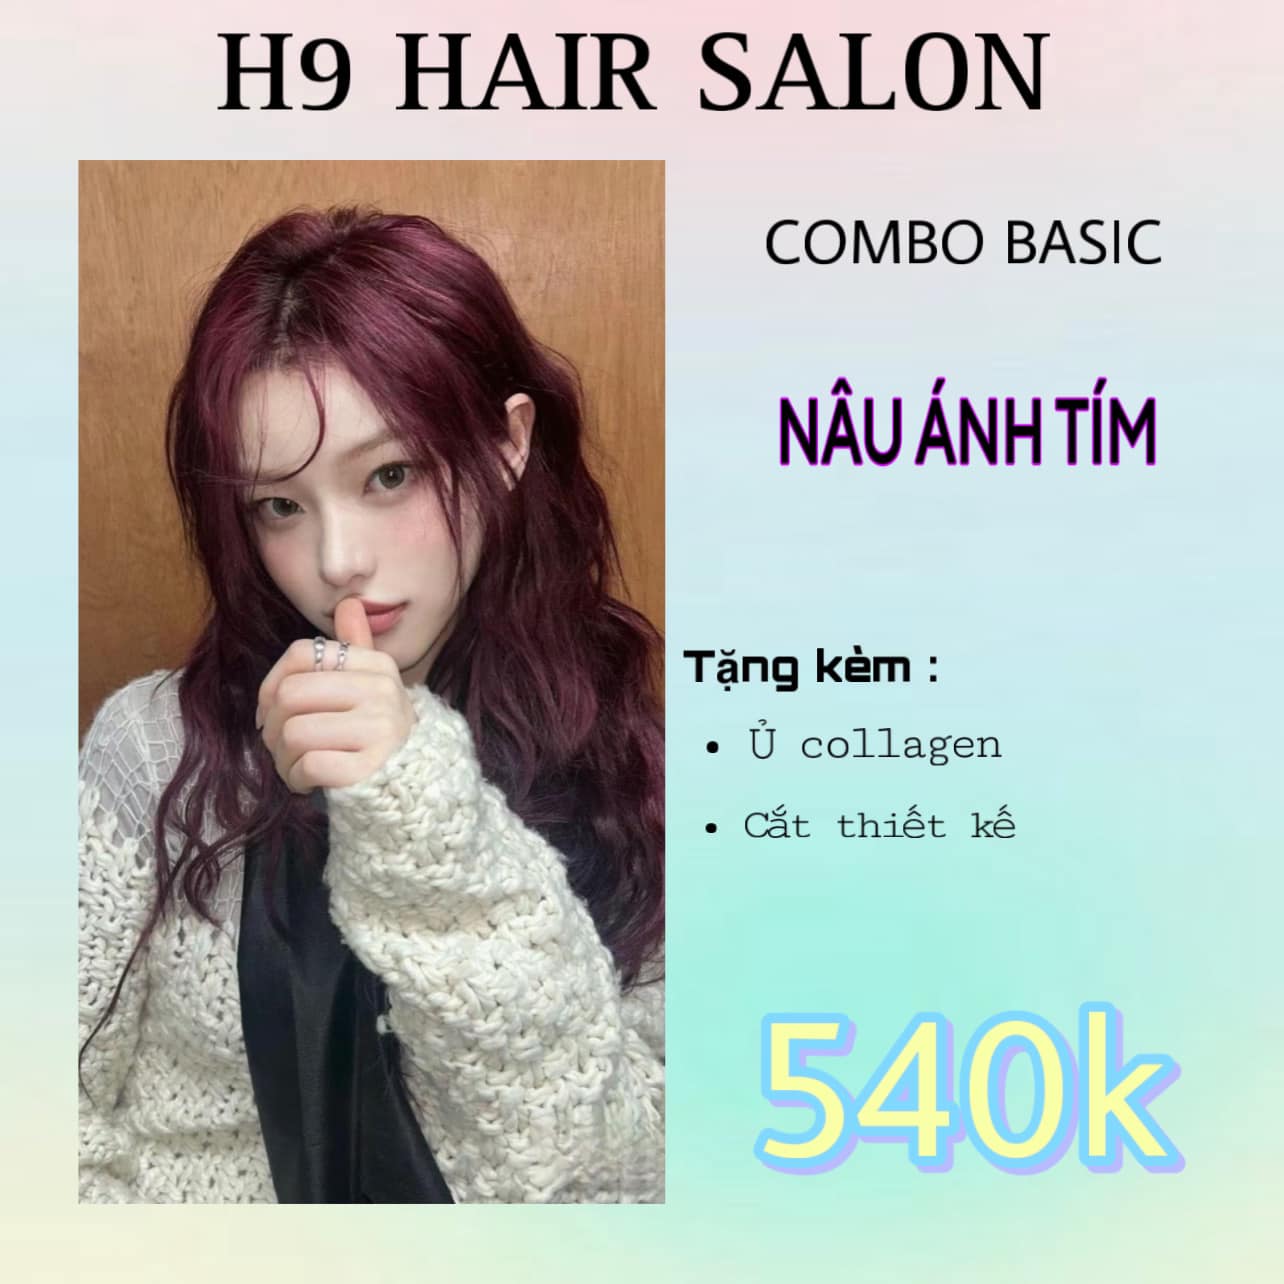 H9 HAIR SALON
COMBO BASIC
NÂU ÁNH TÍM
Tặng kèm :
• Ủ collagen
• Cắt thiết kế
540k